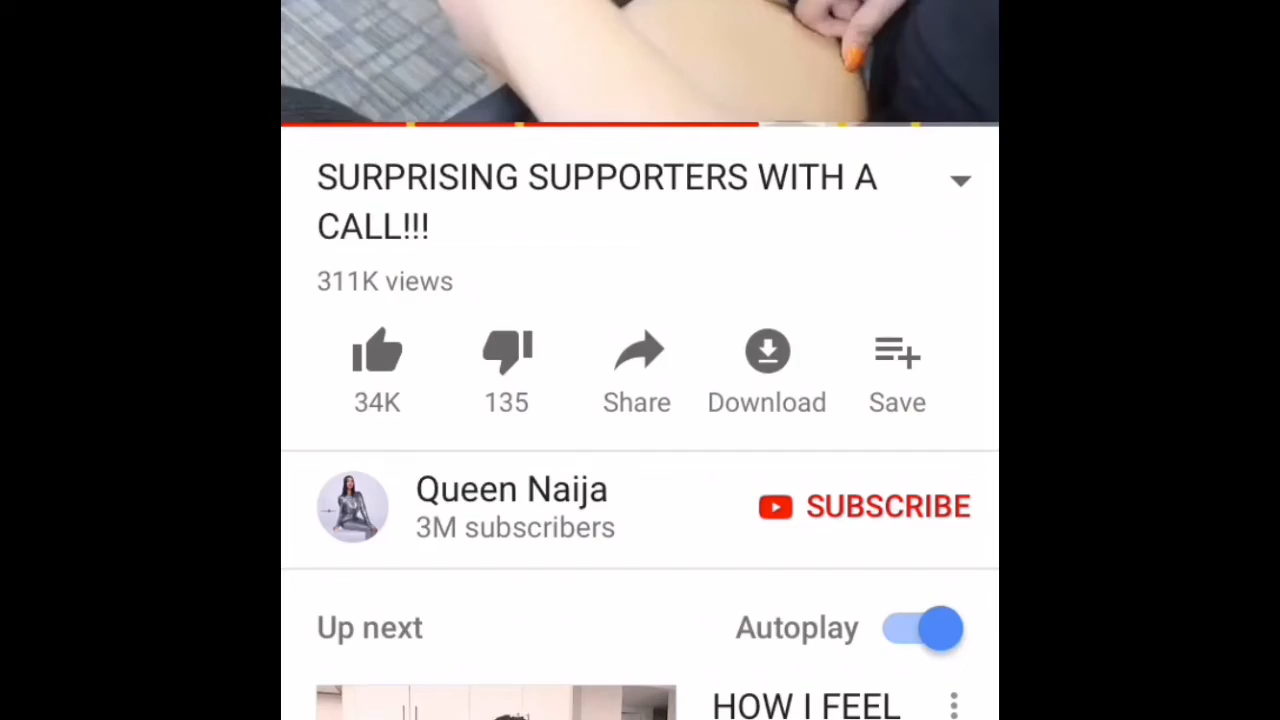 SURPRISING SUPPORTERS WITH A
CALL!!!
311K views
34K
135
Share
Download
Save
Queen Naija
3M subscribers
SUBSCRIBE
Up next
Autoplay
HOW I FEEL